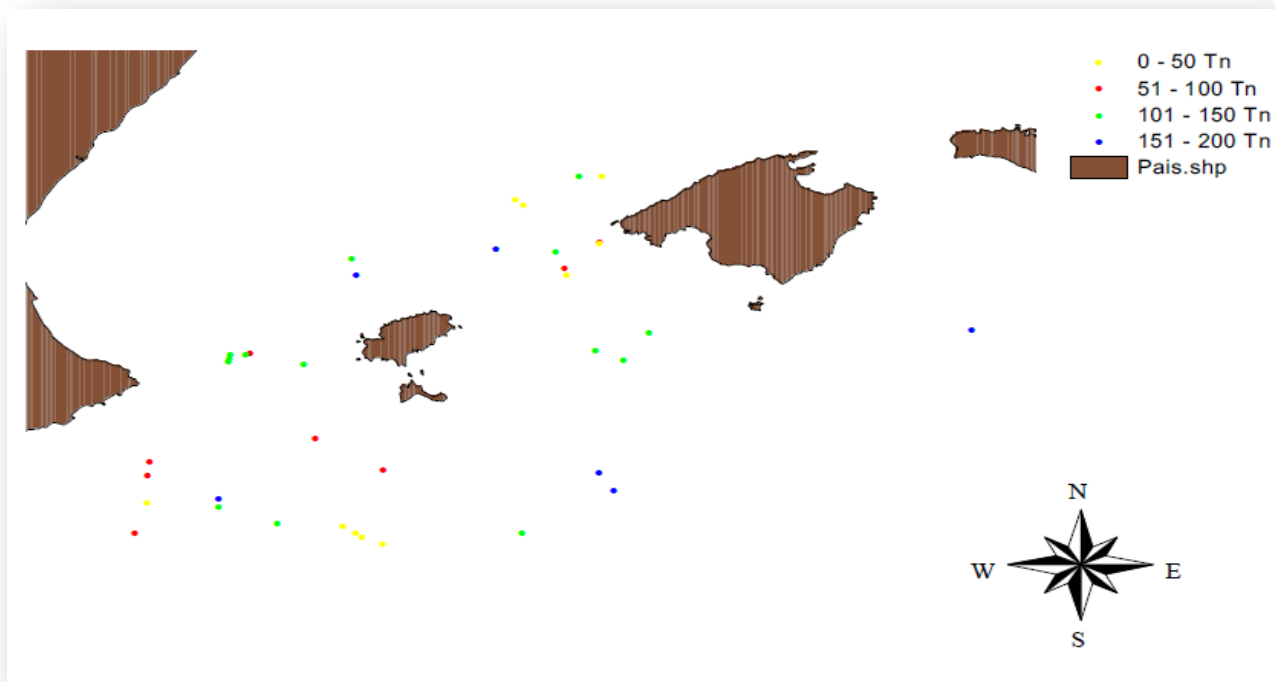 0 - 50 Tn
51 - 100 Tn
101 - 150 Tn
151 - 200 Tn
Pais.shp
N
W E
S